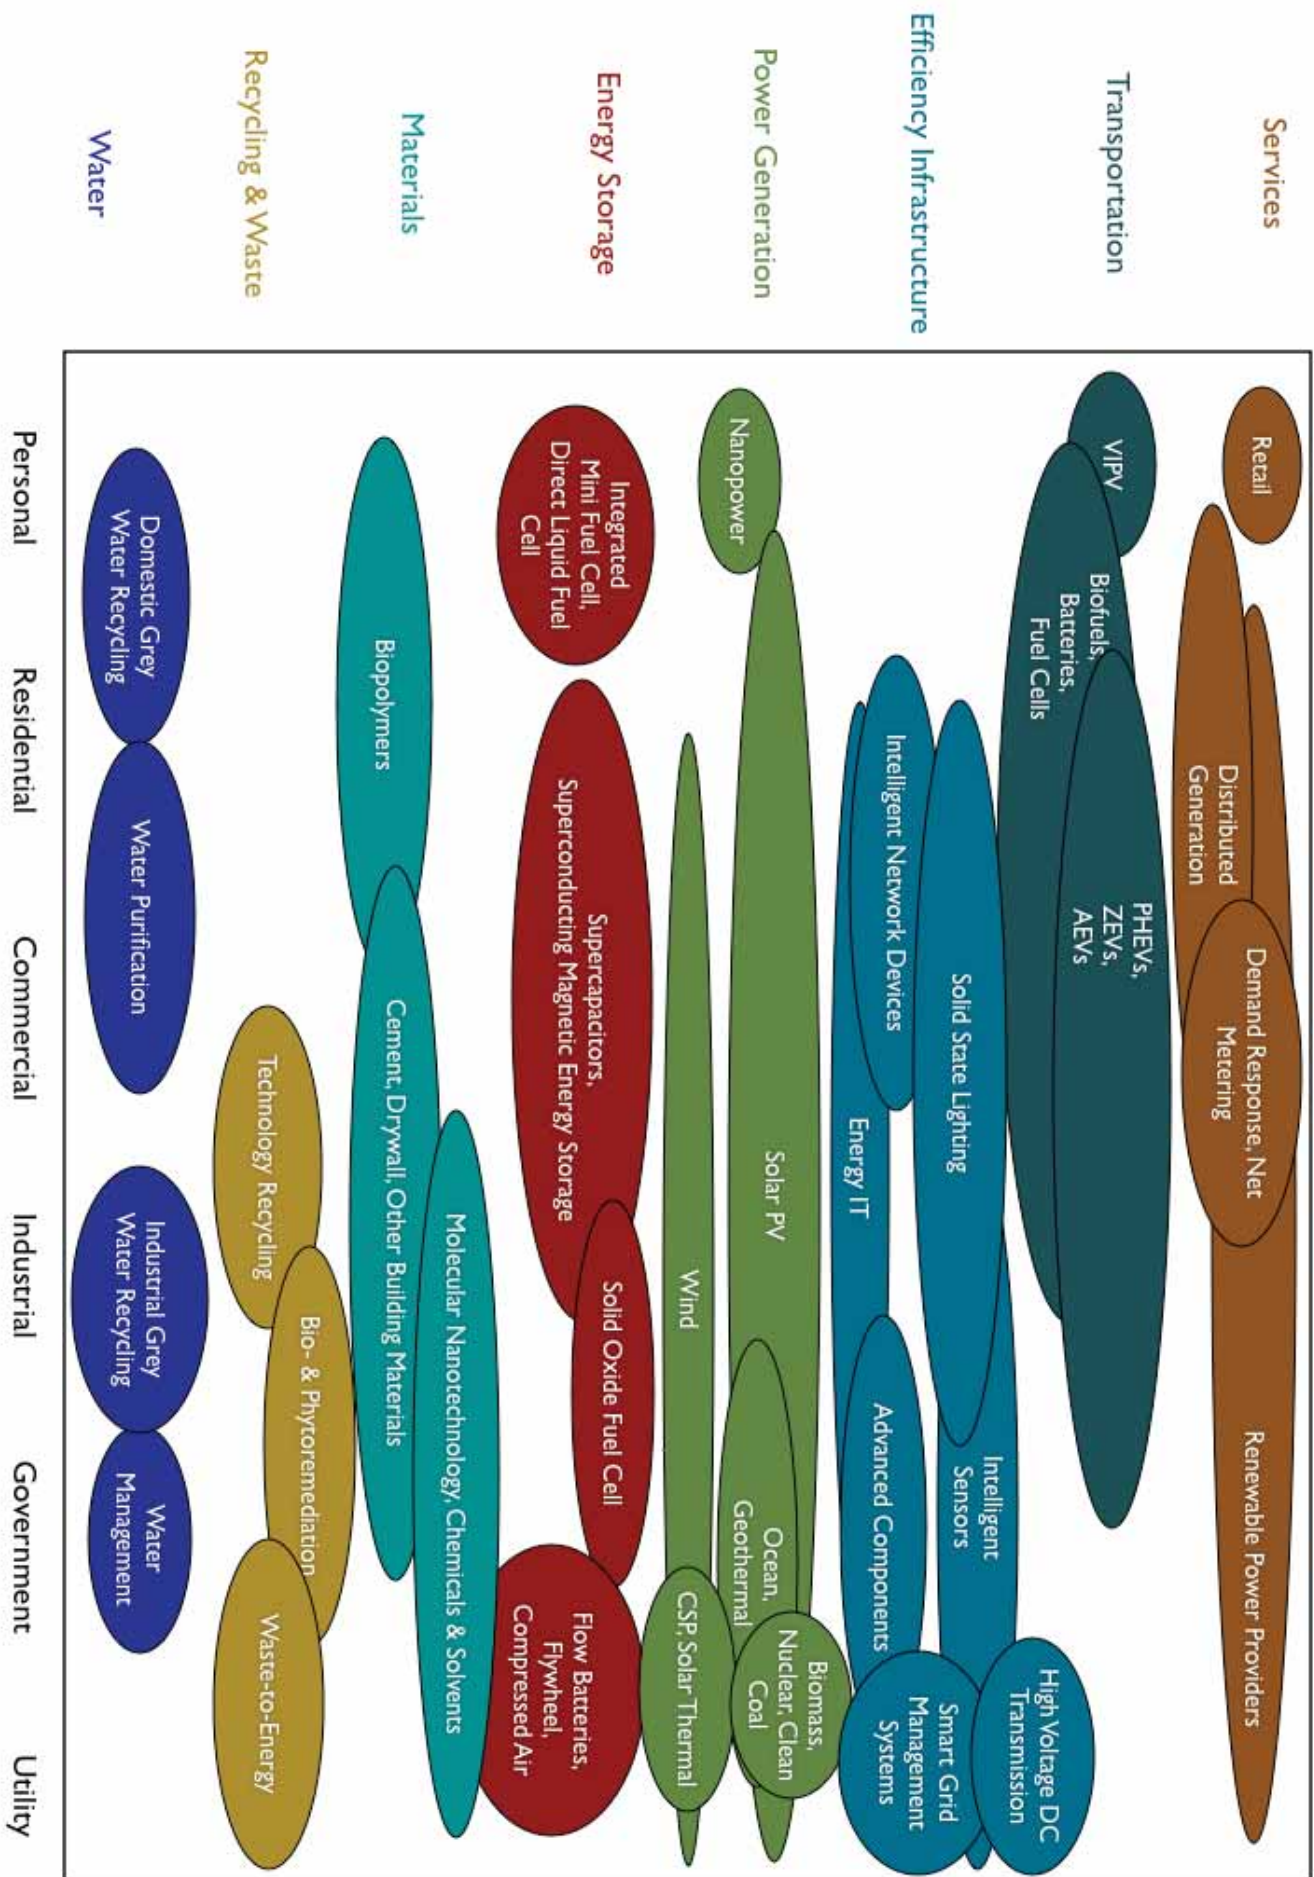 Services
Transportation
Efficiency Infrastructure
Power Generation
Energy Storage
Materials
Recycling & Waste
Water
Retail
Distributed
Generation
Demand Response, Net
Metering
Renewable Power Providers
VIPV
Biofuels,
Batteries,
Fuel Cells
PHEVs,
ZEVs,
AEVs
Solid State Lighting
Intelligent
Sensors
High Voltage DC
Transmission
Intelligent Network Devices
Energy IT
Advanced Components
Smart Grid
Management
Systems
Nanopower
Solar PV
Ocean,
Geothermal
Biomass,
Nuclear, Clean
Coal
Wind
CSP, Solar Thermal
Integrated
Mini Fuel Cell,
Direct Liquid Fuel
Cell
Supercapacitors,
Superconducting Magnetic Energy Storage
Solid Oxide Fuel Cell
Flow Batteries,
Flywheel,
Compressed Air
Biopolymers
Cement, Drywall, Other Building Materials
Molecular Nanotechnology, Chemicals & Solvents
Technology Recycling
Bio- & Phytoremediation
Waste-to-Energy
Domestic Grey
Water Recycling
Water Purification
Industrial Grey
Water Recycling
Water
Management
Personal
Residential
Commercial
Industrial
Government
Utility